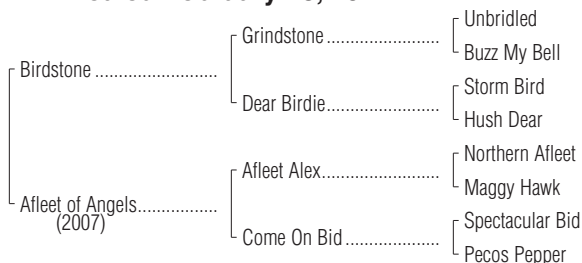 Unbridled
Grindstone
Buzz My Bell
Birdstone
Storm Bird
Dear Birdie
Hush Dear
Northern Afleet
Afleet Alex
Maggy Hawk
Afleet of Angels
(2007)
Spectacular Bid
Come On Bid
Pecos Pepper